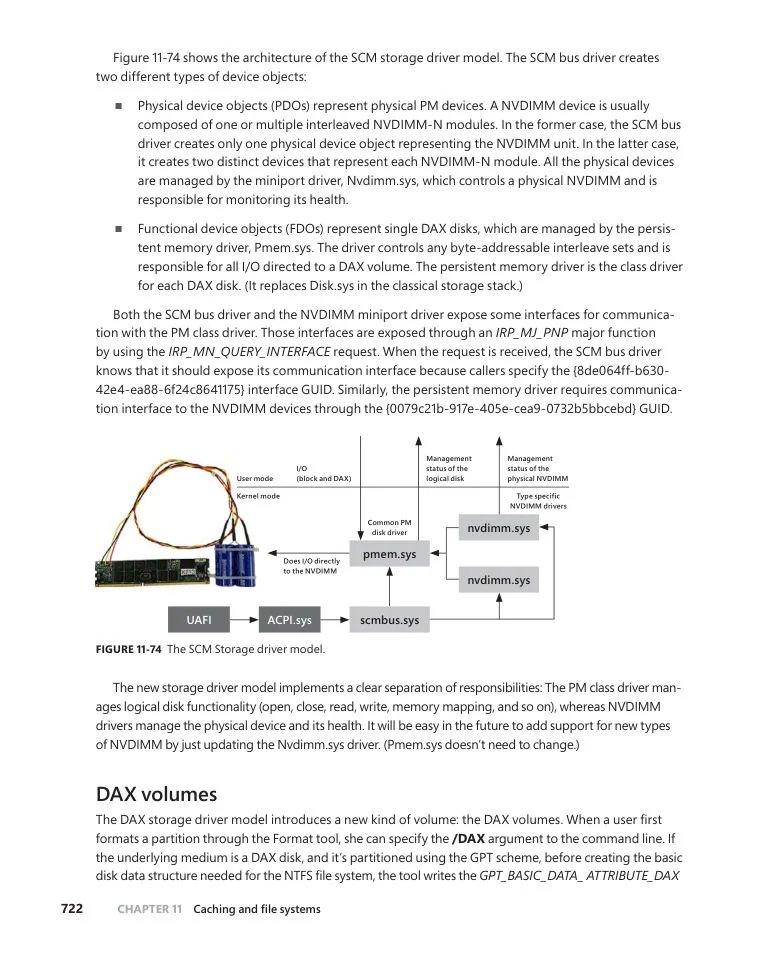 Figure 11-74 shows the architecture of the SCM storage driver model. The SCM bus driver creates
two different types of device objects:
■ Physical device objects (PDOs) represent physical PM devices. A NVDIMM device is usually
composed of one or multiple interleaved NVDIMM-N modules. In the former case, the SCM bus
driver creates only one physical device object representing the NVDIMM unit. In the latter case,
it creates two distinct devices that represent each NVDIMM-N module. All the physical devices
are managed by the miniport driver, Nvdimm.sys, which controls a physical NVDIMM and is
responsible for monitoring its health.
■ Functional device objects (FDOs) represent single DAX disks, which are managed by the persis-
tent memory driver, Pmem.sys. The driver controls any byte-addressable interleave sets and is
responsible for all I/O directed to a DAX volume. The persistent memory driver is the class driver
for each DAX disk. (It replaces Disk.sys in the classical storage stack.)
Both the SCM bus driver and the NVDIMM miniport driver expose some interfaces for communica-
tion with the PM class driver. Those interfaces are exposed through an IRP_MJ_PNP major function
by using the IRP_MN_QUERY_INTERFACE request. When the request is received, the SCM bus driver
knows that it should expose its communication interface because callers specify the {8de064ff-b630-
42e4-ea88-6f24c8641175} interface GUID. Similarly, the persistent memory driver requires communica-
tion interface to the NVDIMM devices through the {0079c21b-917e-405e-cea9-0732b5bbcebd} GUID.
User mode
Kernel mode
I/O
(block and DAX)
Management
status of the
logical disk
Management
status of the
physical NVDIMM
Type specific
NVDIMM drivers
Common PM
disk driver
nvdimm.sys
pmem.sys
Does I/O directly
to the NVDIMM
nvdimm.sys
UAFI
ACPI.sys
scmbus.sys
FIGURE 11-74 The SCM Storage driver model.
The new storage driver model implements a clear separation of responsibilities: The PM class driver man-
ages logical disk functionality (open, close, read, write, memory mapping, and so on), whereas NVDIMM
drivers manage the physical device and its health. It will be easy in the future to add support for new types
of NVDIMM by just updating the Nvdimm.sys driver. (Pmem.sys doesn't need to change.)
DAX volumes
The DAX storage driver model introduces a new kind of volume: the DAX volumes. When a user first
formats a partition through the Format tool, she can specify the /DAX argument to the command line. If
the underlying medium is a DAX disk, and it's partitioned using the GPT scheme, before creating the basic
disk data structure needed for the NTFS file system, the tool writes the GPT_BASIC_DATA_ ATTRIBUTE_DAX
722 CHAPTER 11 Caching and file systems